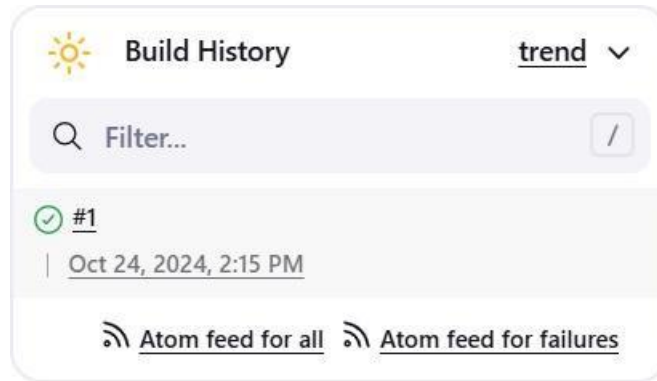 Build History trend
Filter... /
#1
Oct 24, 2024, 2:15 PM
Atom feed for all Atom feed for failures